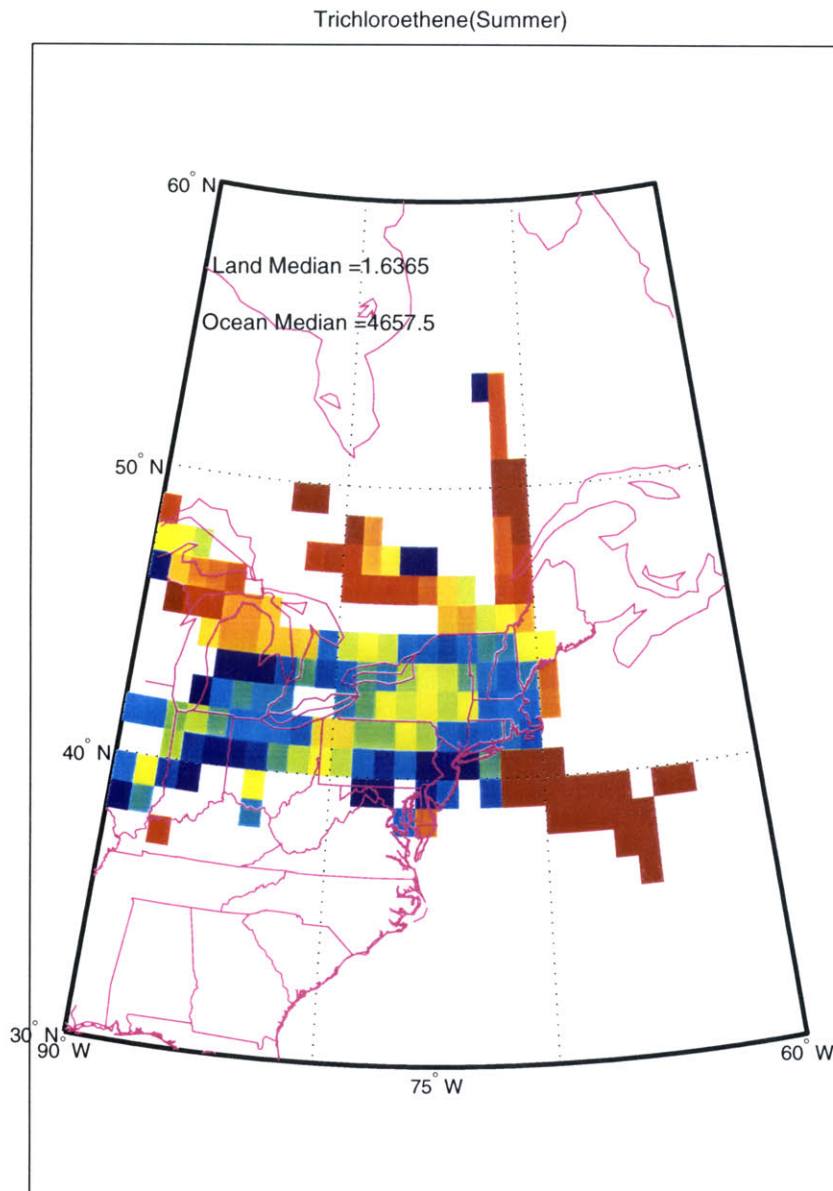 Trichloroethene(Summer)
60° N
Land Median =1.6365
Ocean Median =4657.5
50° N
40° N
30° N
90° W
75° W
60° W